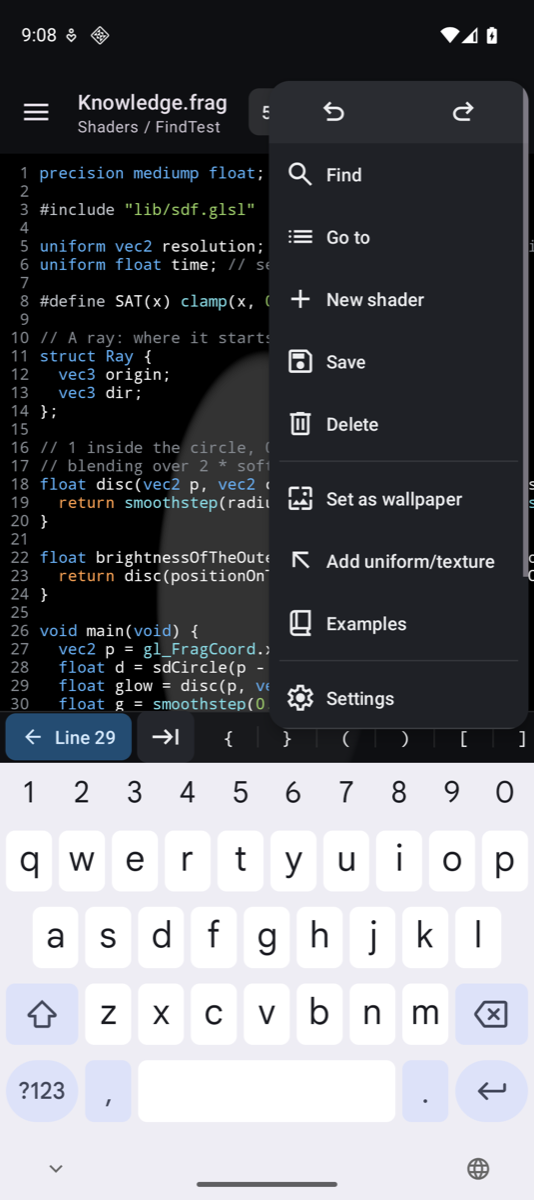 9:08
Knowledge.frag
Shaders / FindTest
5
Find
Go to
New shader
Save
Delete
Set as wallpaper
Add uniform/texture
Examples
Settings
1 precision mediump float;
2
3 #include "lib/sdf.glsl"
4
5 uniform vec2 resolution;
6 uniform float time; // se
7
8 #define SAT(x) clamp(x,
9
10 // A ray: where it starts
11 struct Ray {
12 vec3 origin;
13 vec3 dir;
14 };
15
16 // 1 inside the circle,
17 // blending over 2 * soft
18 float disc(vec2 p, vec2
19 return smoothstep(radiu
20 }
21
22 float brightnessOfTheOute
23 return disc(positionOn
24 }
25
26 void main(void) {
27 vec2 p = gl_FragCoord.x
28 float d = sdCircle(p -
29 float glow = disc(p, ve
30 float g = smoothstep(0
← Line 29
{ } ( ) [ ]
1 2 3 4 5 6 7 8 9 0
q w e r t y u i o p
a s d f g h j k l
z x c v b n m
?123 , .